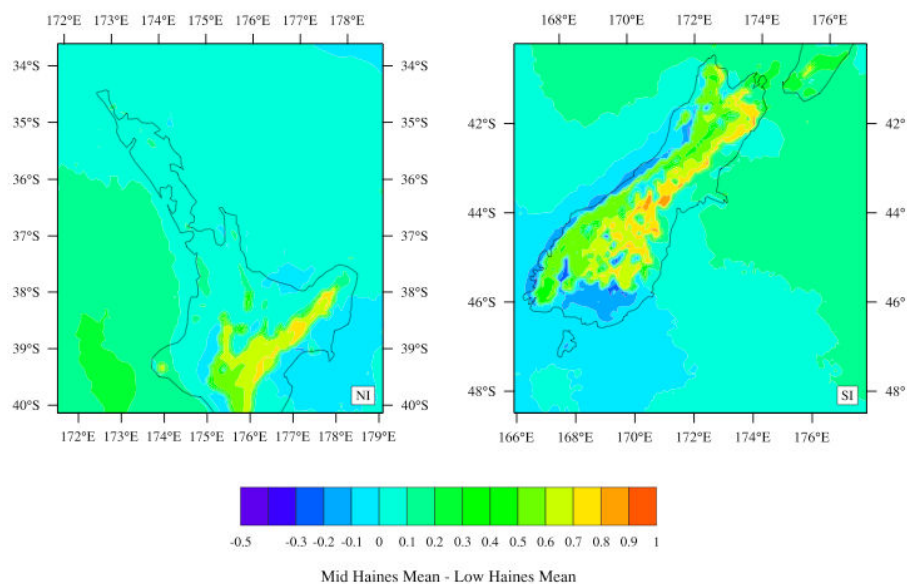 172°E 173°E 174°E 175°E 176°E 177°E 178°E
168°E 170°E 172°E 174°E 176°E
34°S
35°S
36°S
37°S
38°S
39°S
40°S
34°S
35°S
36°S
37°S
38°S
39°S
40°S
NI
172°E 173°E 174°E 175°E 176°E 177°E 178°E 179°E
42°S
44°S
46°S
48°S
42°
44°
46°
48°
SI
166°E 168°E 170°E 172°E 174°E 176°E
-0.5 -0.3 -0.2 -0.1 0 0.1 0.2 0.3 0.4 0.5 0.6 0.7 0.8 0.9 1
Mid Haines Mean - Low Haines Mean